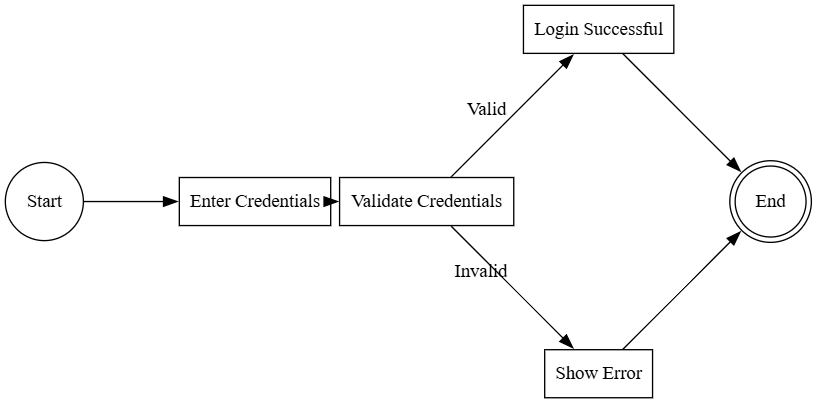 Login Successful
Valid
Start
Enter Credentials
Validate Credentials
End
Invalid
Show Error